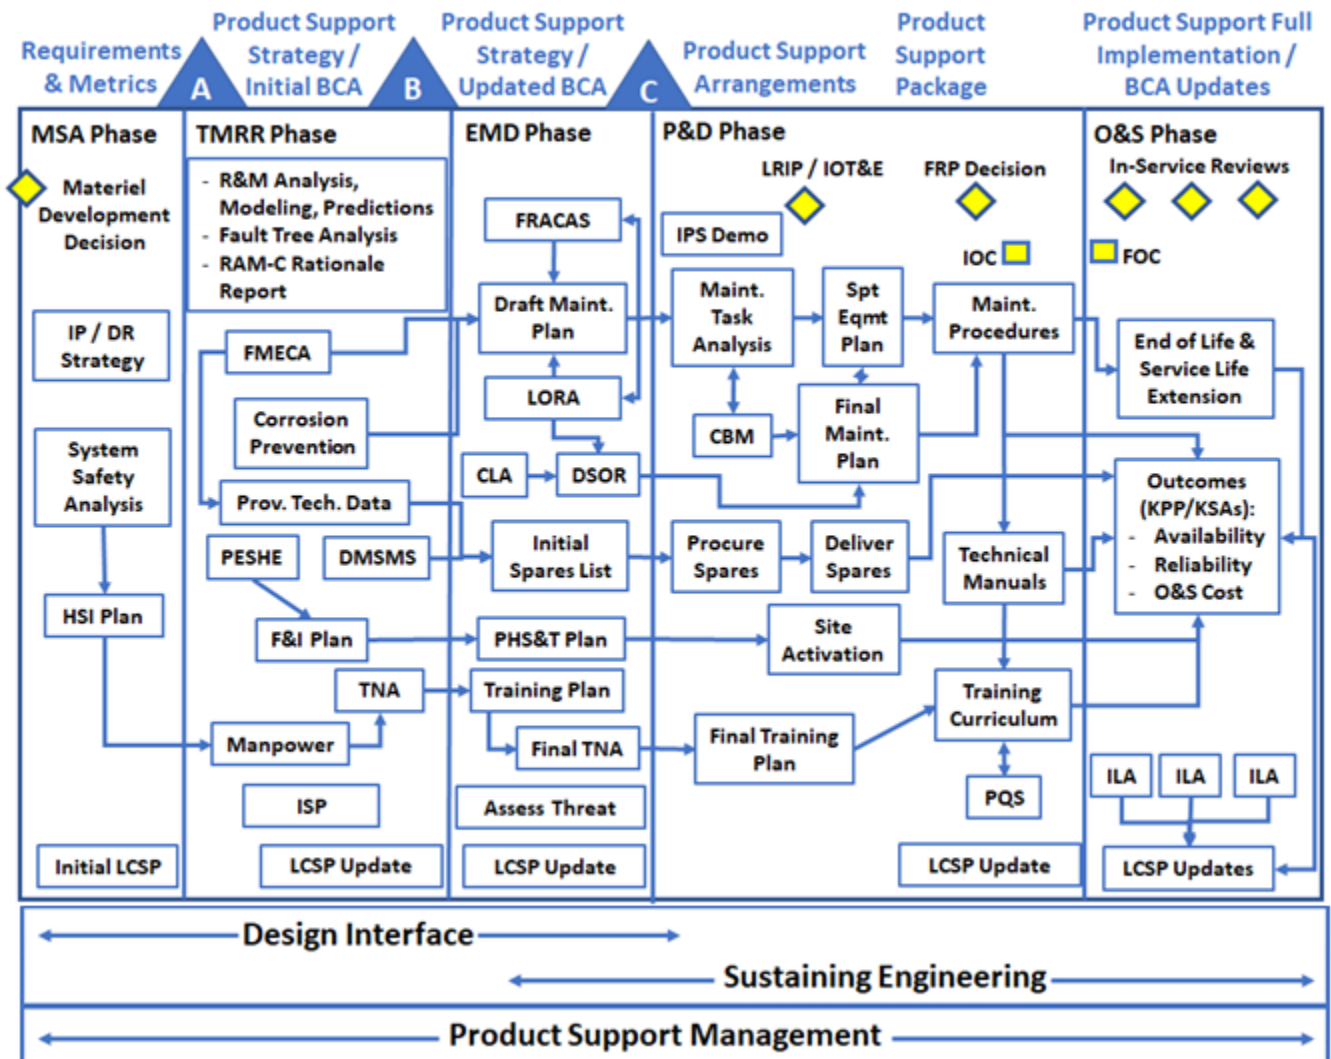 Requirements
& Metrics
A
Product Support
Strategy /
Initial BCA
B
Product Support
Strategy /
Updated BCA
C
Product Support
Arrangements
Product
Support
Package
Product Support Full
Implementation /
BCA Updates
MSA Phase
Materiel
Development
Decision
IP / DR
Strategy
System
Safety
Analysis
HSI Plan
Initial LCSP
TMRR Phase
- R&M Analysis,
Modeling, Predictions
- Fault Tree Analysis
- RAM-C Rationale
Report
FMECA
Corrosion
Prevention
Prov. Tech. Data
PESHE
DMSMS
F&I Plan
TNA
Manpower
ISP
LCSP Update
EMD Phase
FRACAS
Draft Maint.
Plan
LORA
CLA
DSOR
Initial
Spares List
PHS&T Plan
Training Plan
Final TNA
Assess Threat
LCSP Update
P&D Phase
LRIP / IOT&E
FRP Decision
IPS Demo
IOC
Maint.
Task
Analysis
Spt
Eqmt
Plan
Maint.
Procedures
CBM
Final
Maint.
Plan
Procure
Spares
Deliver
Spares
Technical
Manuals
Site
Activation
Training
Curriculum
Final Training
Plan
PQS
LCSP Update
O&S Phase
In-Service Reviews
FOC
End of Life &
Service Life
Extension
Outcomes
(KPP/KSAs):
- Availability
- Reliability
- O&S Cost
ILA
ILA
ILA
LCSP Updates
Design Interface
Sustaining Engineering
Product Support Management